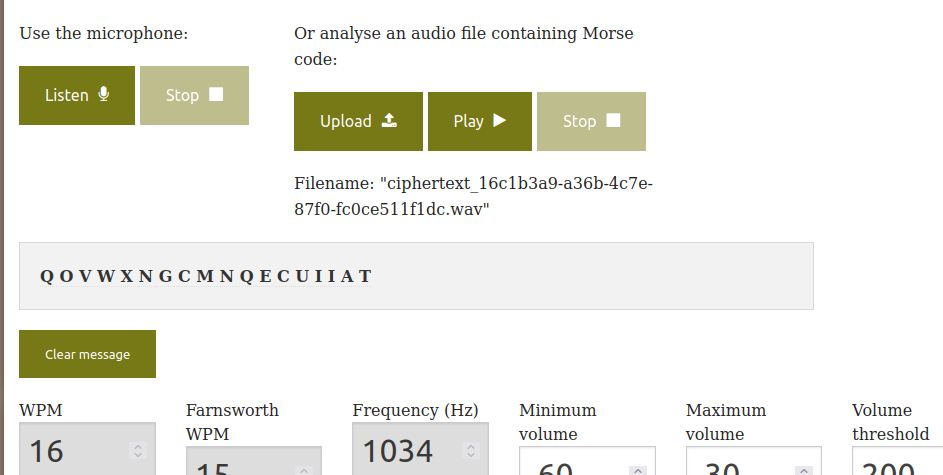 Use the microphone:
Listen
Stop
Or analyse an audio file containing Morse
code:
Upload
Play
Stop
Filename: "ciphertext_16c1b3a9-a36b-4c7e-
87f0-fc0ce511f1dc.wav"
Q O V W X N G C M N Q E C U I I A T
Clear message
WPM
16
Farnsworth
WPM
15
Frequency (Hz)
1034
Minimum
volume
60
Maximum
volume
30
Volume
threshold
200